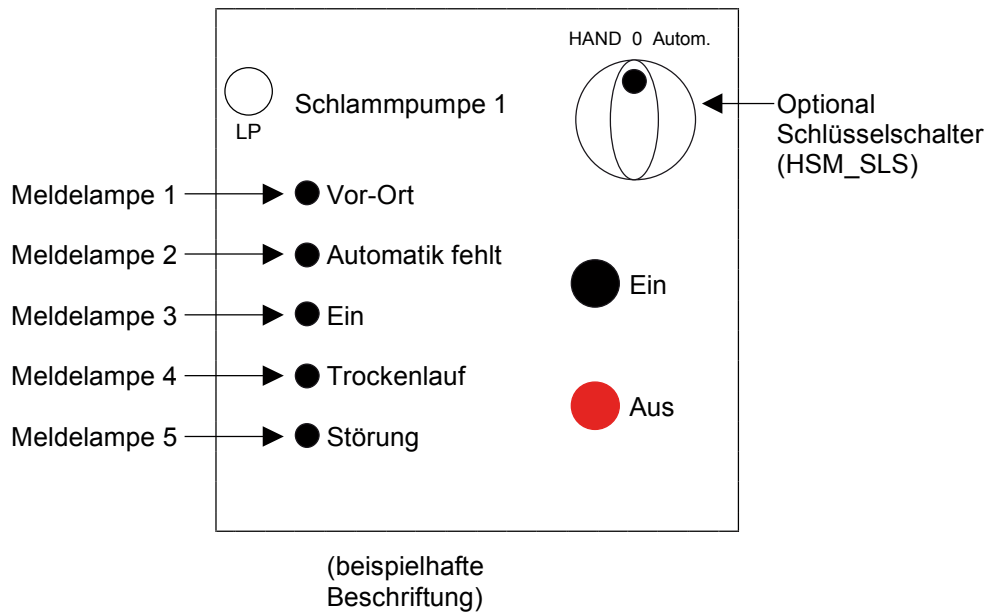 HAND 0 Autom.
LP
Schlammpumpe 1
Optional
Schlüsselschalter
(HSM_SLS)
Meldelampe 1
Vor-Ort
Meldelampe 2
Automatik fehlt
Meldelampe 3
Ein
Meldelampe 4
Trockenlauf
Meldelampe 5
Störung
Ein
Aus
(beispielhafte
Beschriftung)